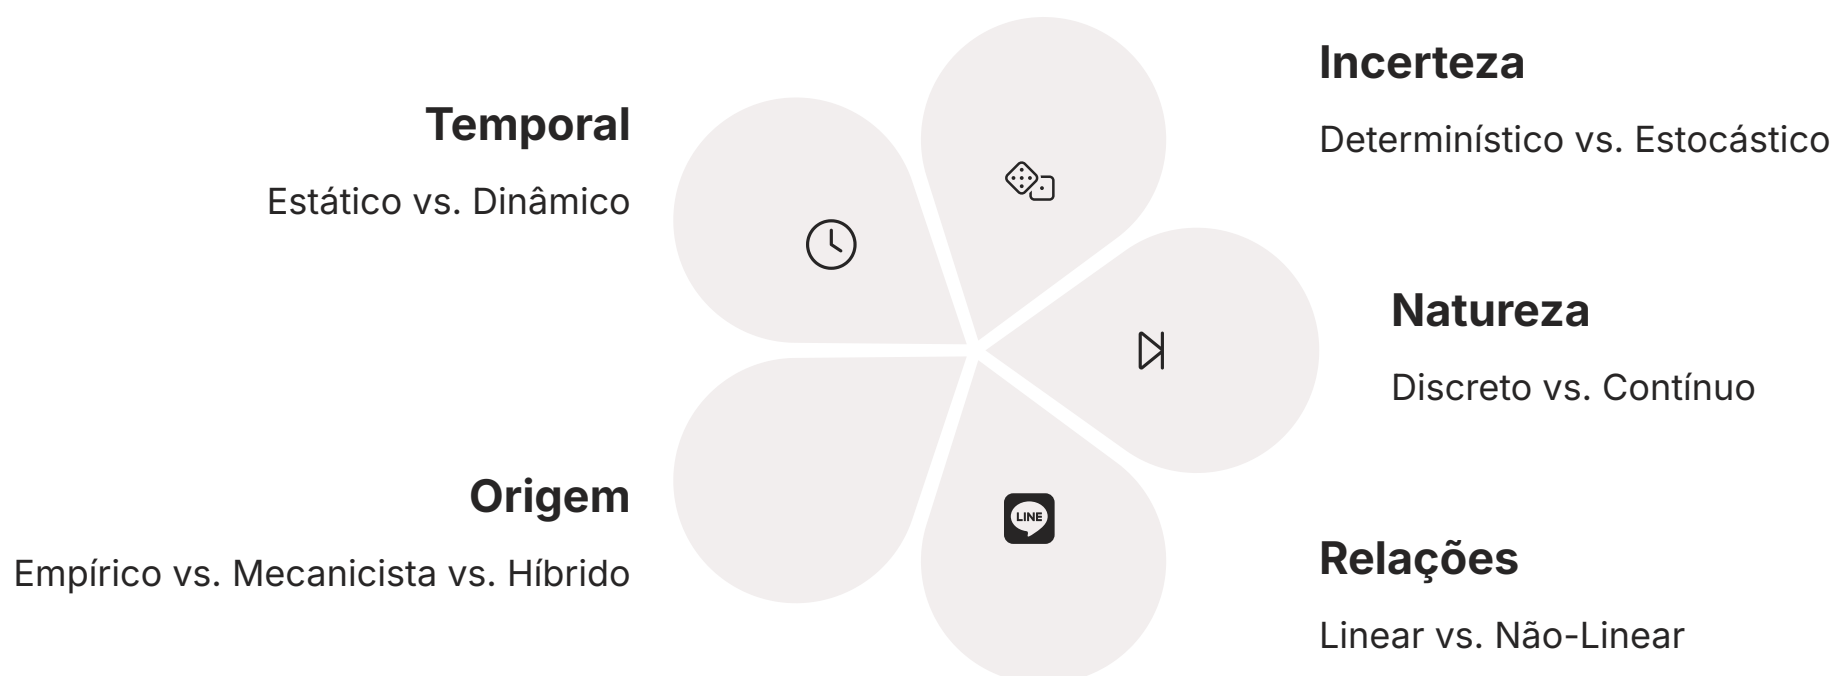 Temporal
Estático vs. Dinâmico
Incerteza
Determinístico vs. Estocástico
Natureza
Discreto vs. Contínuo
Origem
Empírico vs. Mecanicista vs. Híbrido
LINE
Relações
Linear vs. Não-Linear